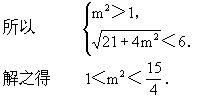 所以 { m²>1,
√(21+4m²)<6.
解之得 1<m²<15/4.